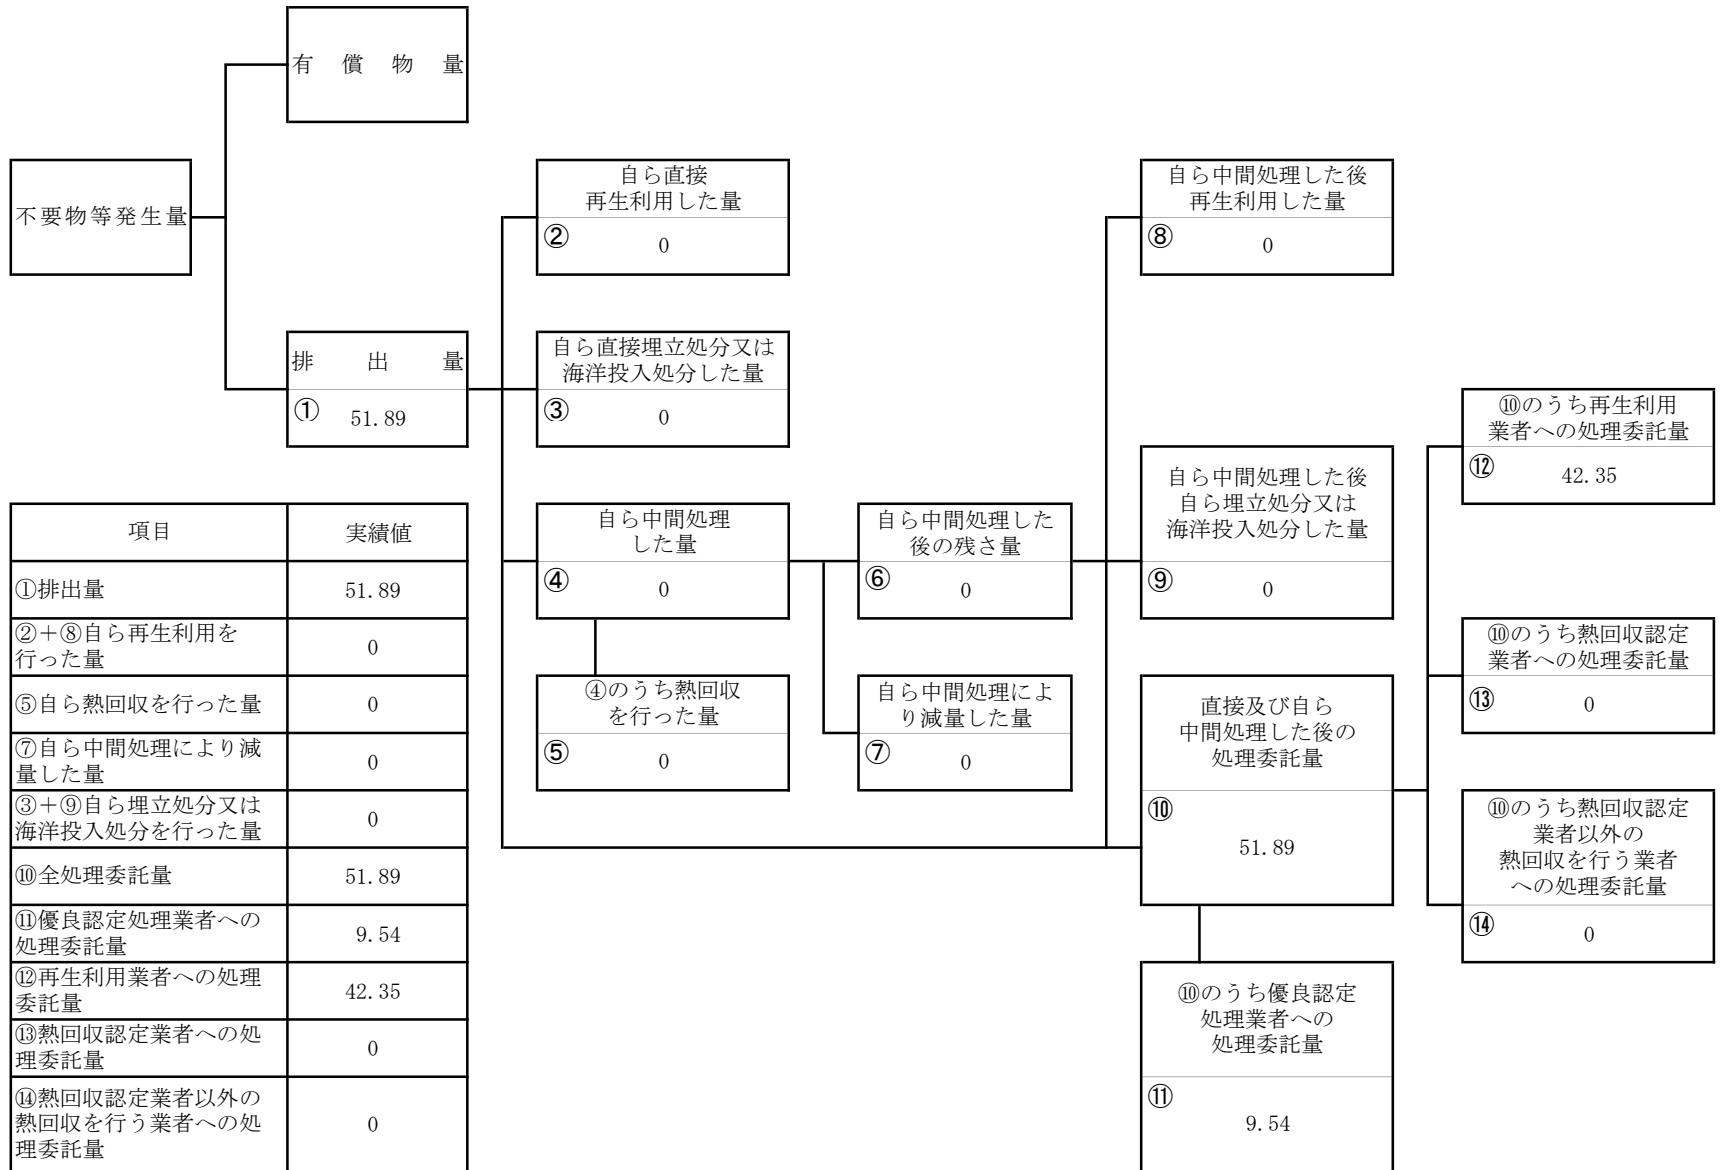 有償物量
不要物等発生量
排出量
① 51.89
自ら直接
再生利用した量
② 0
自ら直接埋立処分又は
海洋投入処分した量
③ 0
自ら中間処理
した量
④ 0
④のうち熱回収
を行った量
⑤ 0
自ら中間処理した
後の残さ量
⑥ 0
自ら中間処理によ
り減量した量
⑦ 0
自ら中間処理した後
再生利用した量
⑧ 0
自ら中間処理した後
自ら埋立処分又は
海洋投入処分した量
⑨ 0
直接及び自ら
中間処理した後の
処理委託量
⑩ 51.89
⑩のうち優良認定
処理業者への
処理委託量
⑪ 9.54
⑩のうち再生利用
業者への処理委託量
⑫ 42.35
⑩のうち熱回収認定
業者への処理委託量
⑬ 0
⑩のうち熱回収認定
業者以外の
熱回収を行う業者
への処理委託量
⑭ 0
項目 実績値
①排出量 51.89
②＋⑧自ら再生利用を
行った量 0
⑤自ら熱回収を行った量 0
⑦自ら中間処理により減
量した量 0
③＋⑨自ら埋立処分又は
海洋投入処分を行った量 0
⑩全処理委託量 51.89
⑪優良認定処理業者への
処理委託量 9.54
⑫再生利用業者への処理
委託量 42.35
⑬熱回収認定業者への処
理委託量 0
⑭熱回収認定業者以外の
熱回収を行う業者への処
理委託量 0